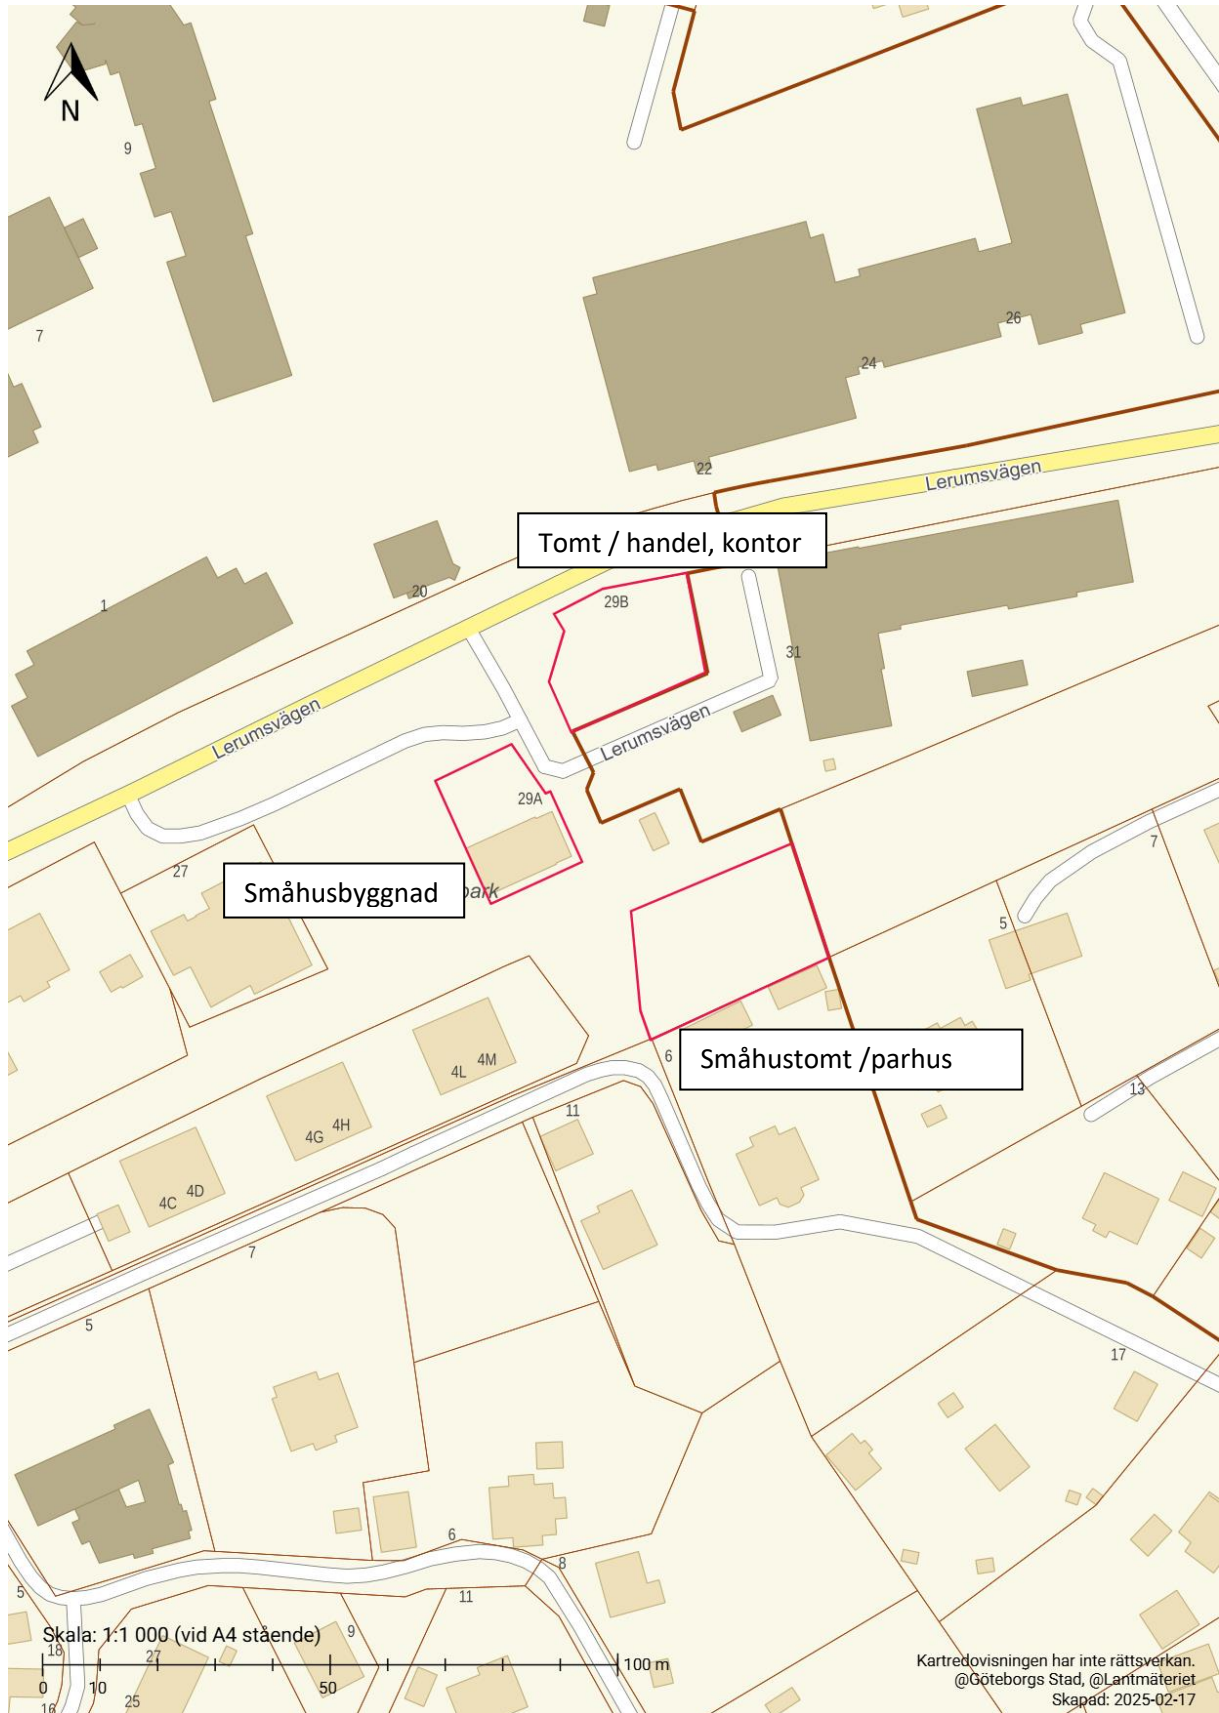 N
9
7
26
24
22
Lerumsvägen
Tomt / handel, kontor
20
1
29B
31
Lerumsvägen
Lerumsvägen
29A
27
7
Småhusbyggnad
park
5
6
Småhustomt /parhus
4M
4L
13
11
4H
4G
4D
4C
7
5
17
6
8
5
11
9
Skala: 1:1 000 (vid A4 stående)
18
27
100 m
0
10
50
16
25
Kartredovisningen har inte rättsverkan.
@Göteborgs Stad, @Lantmäteriet
Skapad: 2025-02-17